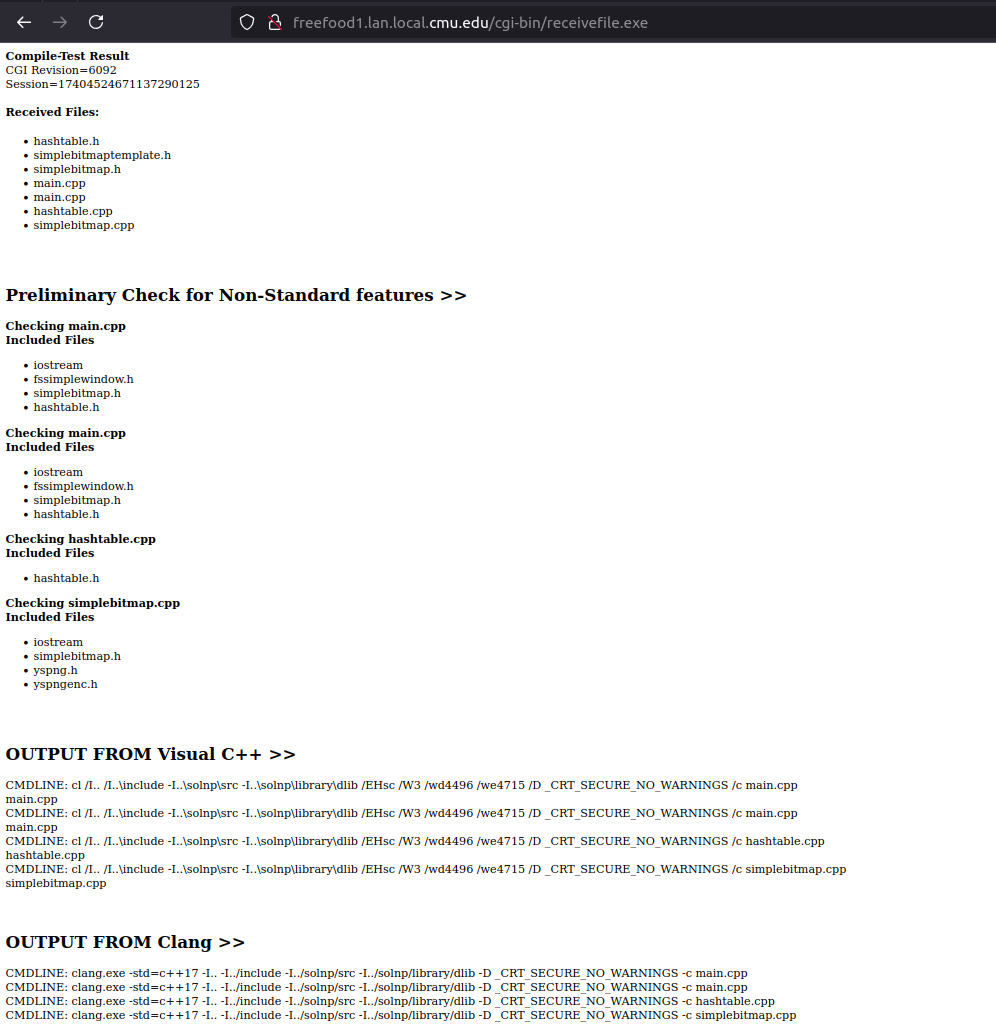 freefood1.lan.local.cmu.edu/cgi-bin/receivefile.exe
Compile-Test Result
CGI Revision=6092
Session=17404524671137290125
Received Files:
• hashtable.h
• simplebitmaptemplate.h
• simplebitmap.h
• main.cpp
• main.cpp
• hashtable.cpp
• simplebitmap.cpp
Preliminary Check for Non-Standard features >>
Checking main.cpp
Included Files
• iostream
• fssimplewindow.h
• simplebitmap.h
• hashtable.h
Checking main.cpp
Included Files
• iostream
• fssimplewindow.h
• simplebitmap.h
• hashtable.h
Checking hashtable.cpp
Included Files
• hashtable.h
Checking simplebitmap.cpp
Included Files
• iostream
• simplebitmap.h
• yspng.h
• yspngenc.h
OUTPUT FROM Visual C++ >>
CMDLINE: cl /I.. /I..\include -I..\solnp\src -I..\solnp\library\dlib /EHsc /W3 /wd4496 /we4715 /D _CRT_SECURE_NO_WARNINGS /c main.cpp
main.cpp
CMDLINE: cl /I.. /I..\include -I..\solnp\src -I..\solnp\library\dlib /EHsc /W3 /wd4496 /we4715 /D _CRT_SECURE_NO_WARNINGS /c main.cpp
main.cpp
CMDLINE: cl /I.. /I..\include -I..\solnp\src -I..\solnp\library\dlib /EHsc /W3 /wd4496 /we4715 /D _CRT_SECURE_NO_WARNINGS /c hashtable.cpp
hashtable.cpp
CMDLINE: cl /I.. /I..\include -I..\solnp\src -I..\solnp\library\dlib /EHsc /W3 /wd4496 /we4715 /D _CRT_SECURE_NO_WARNINGS /c simplebitmap.cpp
simplebitmap.cpp
OUTPUT FROM Clang >>
CMDLINE: clang.exe -std=c++17 -I.. -I../include -I../solnp/src -I../solnp/library/dlib -D _CRT_SECURE_NO_WARNINGS -c main.cpp
CMDLINE: clang.exe -std=c++17 -I.. -I../include -I../solnp/src -I../solnp/library/dlib -D _CRT_SECURE_NO_WARNINGS -c main.cpp
CMDLINE: clang.exe -std=c++17 -I.. -I../include -I../solnp/src -I../solnp/library/dlib -D _CRT_SECURE_NO_WARNINGS -c hashtable.cpp
CMDLINE: clang.exe -std=c++17 -I.. -I../include -I../solnp/src -I../solnp/library/dlib -D _CRT_SECURE_NO_WARNINGS -c simplebitmap.cpp